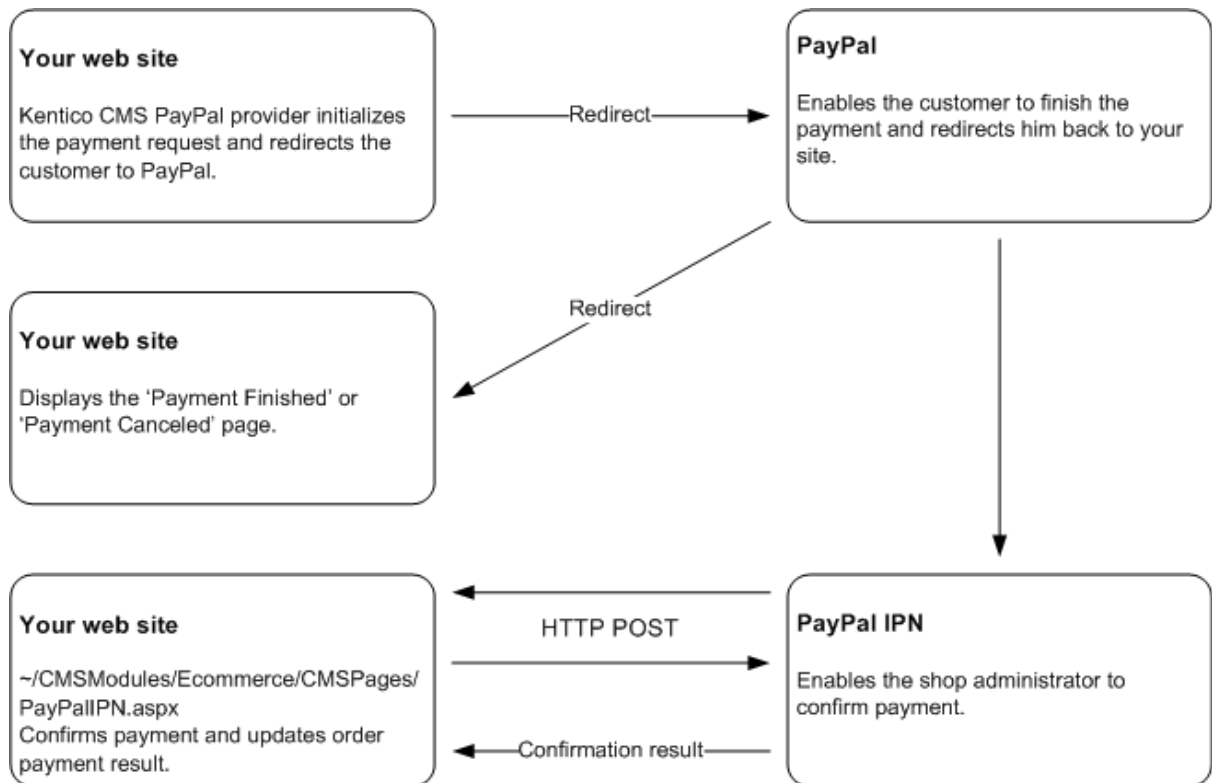 Your web site
Kentico CMS PayPal provider initializes
the payment request and redirects the
customer to PayPal.
Redirect
PayPal
Enables the customer to finish the
payment and redirects him back to your
site.
Redirect
Your web site
Displays the ‘Payment Finished’ or
‘Payment Canceled’ page.
Your web site
~/CMSModules/Ecommerce/CMSPages/
PayPalIPN.aspx
Confirms payment and updates order
payment result.
HTTP POST
Confirmation result
PayPal IPN
Enables the shop administrator to
confirm payment.